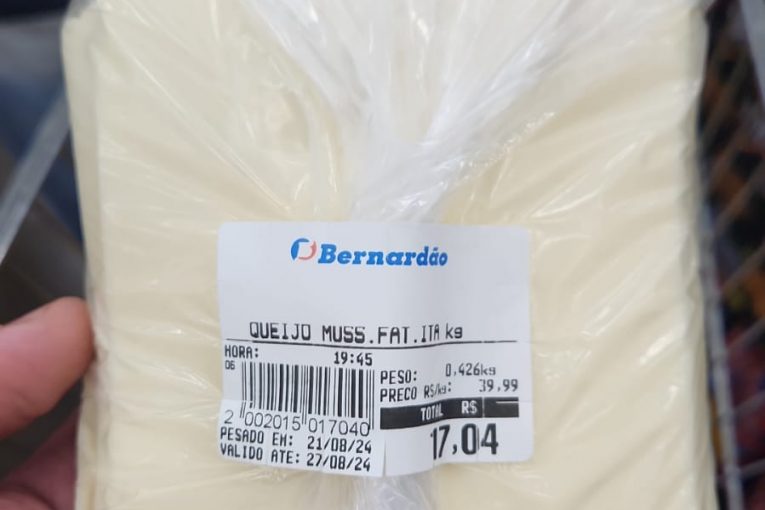 Bernardão
QUEIJO MUSS.FAT.ITA kg
HORA: 19:45
06
PESO: 0,426kg
PRECO R$/kg: 39,99
TOTAL R$
17,04
2 002015 017040
PESADO EM: 21/08/24
VALIDO ATE: 27/08/24